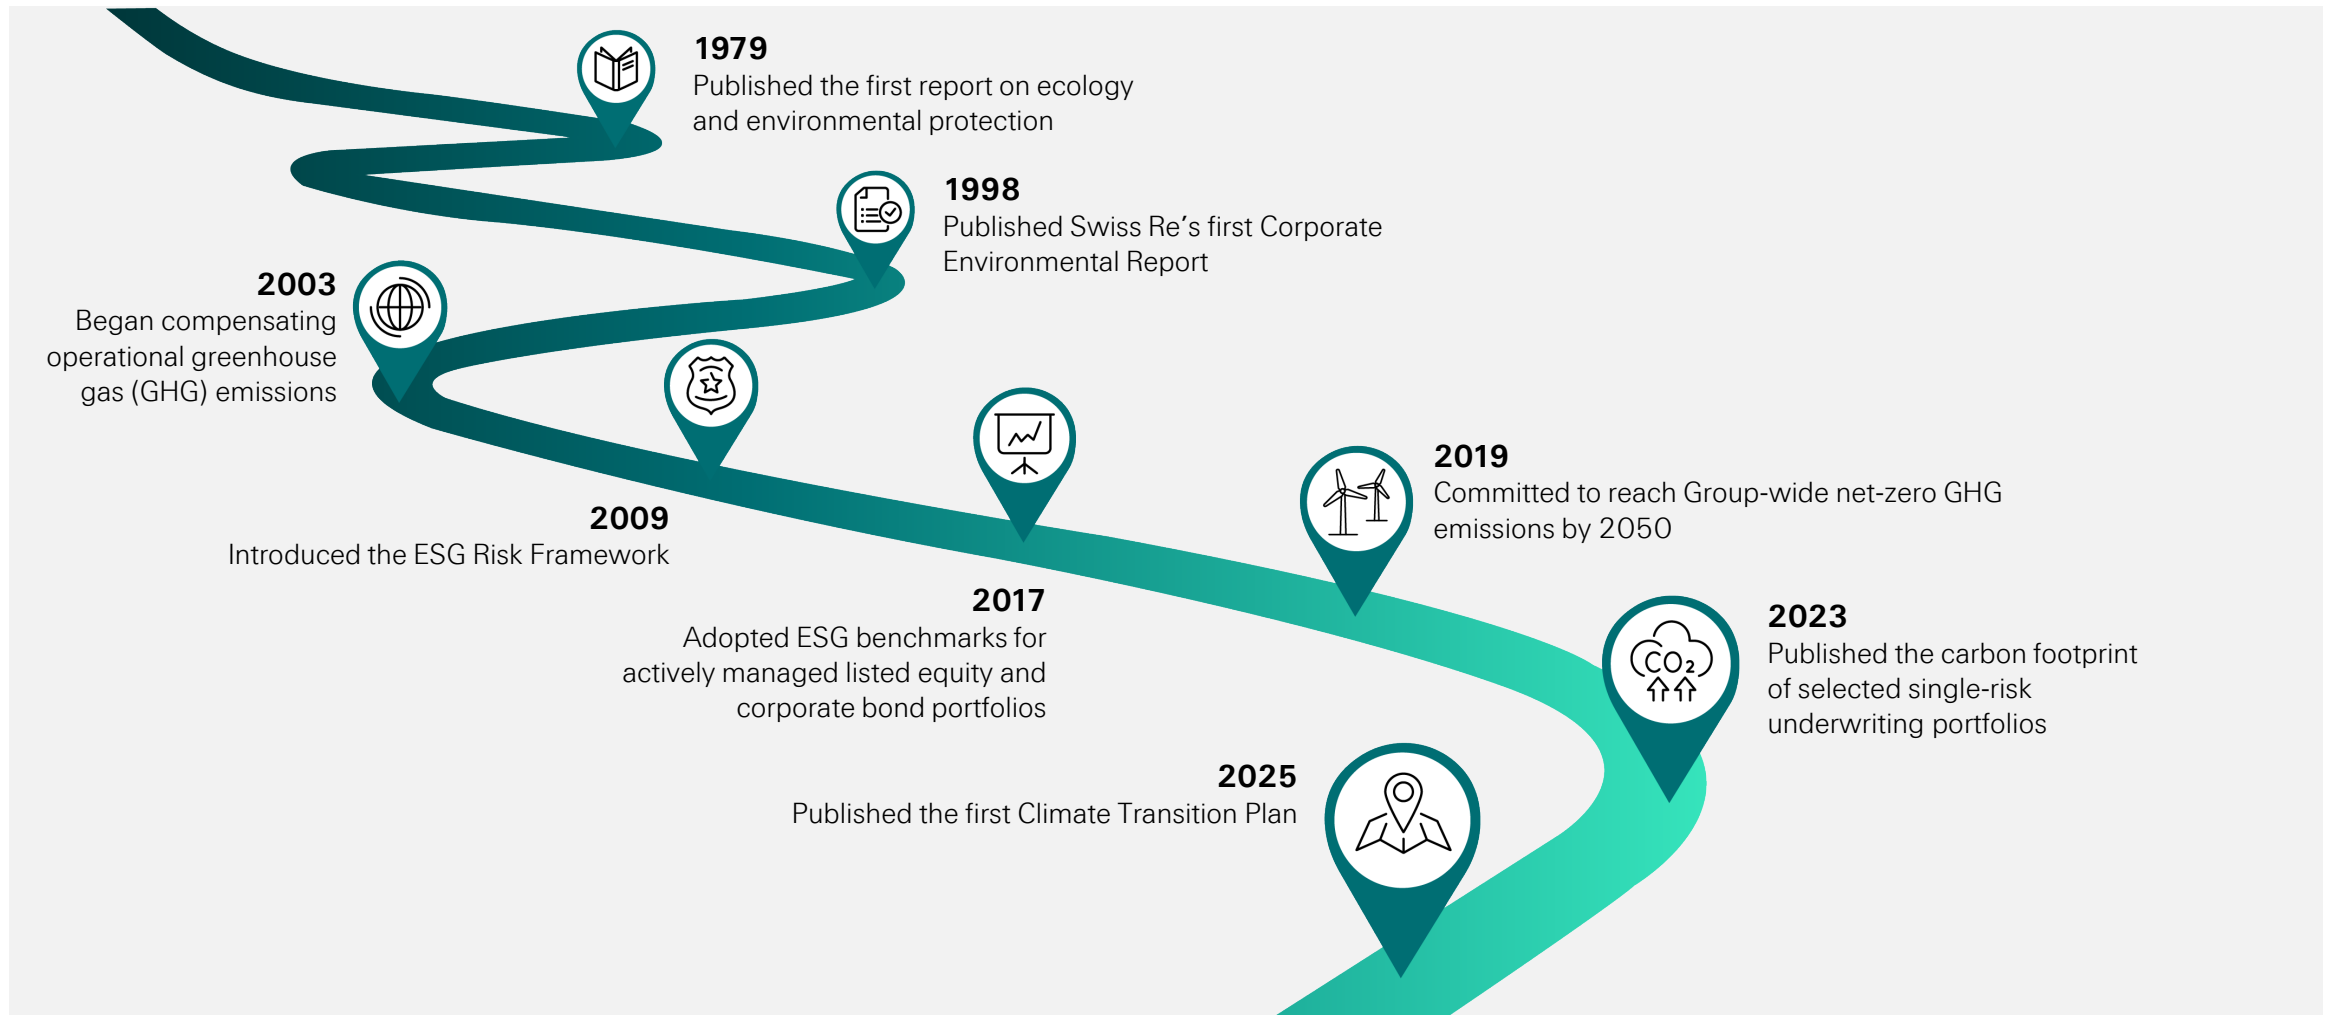 1979
Published the first report on ecology
and environmental protection
1998
Published Swiss Re’s first Corporate
Environmental Report
2003
Began compensating
operational greenhouse
gas (GHG) emissions
2009
Introduced the ESG Risk Framework
2017
Adopted ESG benchmarks for
actively managed listed equity and
corporate bond portfolios
2019
Committed to reach Group-wide net-zero GHG
emissions by 2050
2023
Published the carbon footprint
of selected single-risk
underwriting portfolios
CO₂
2025
Published the first Climate Transition Plan